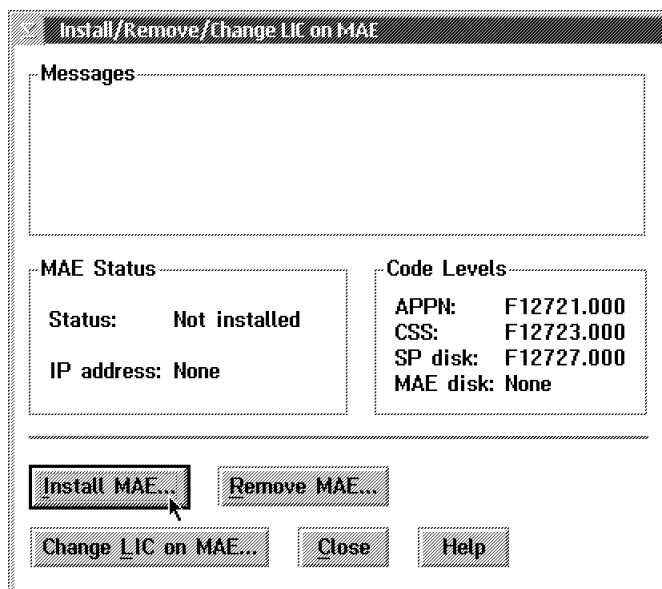 Install/Remove/Change LIC on MAE
Messages
MAE Status
Status: Not installed
IP address: None
Code Levels
APPN: F12721.000
CSS: F12723.000
SP disk: F12727.000
MAE disk: None
Install MAE...
Remove MAE...
Change LIC on MAE...
Close
Help